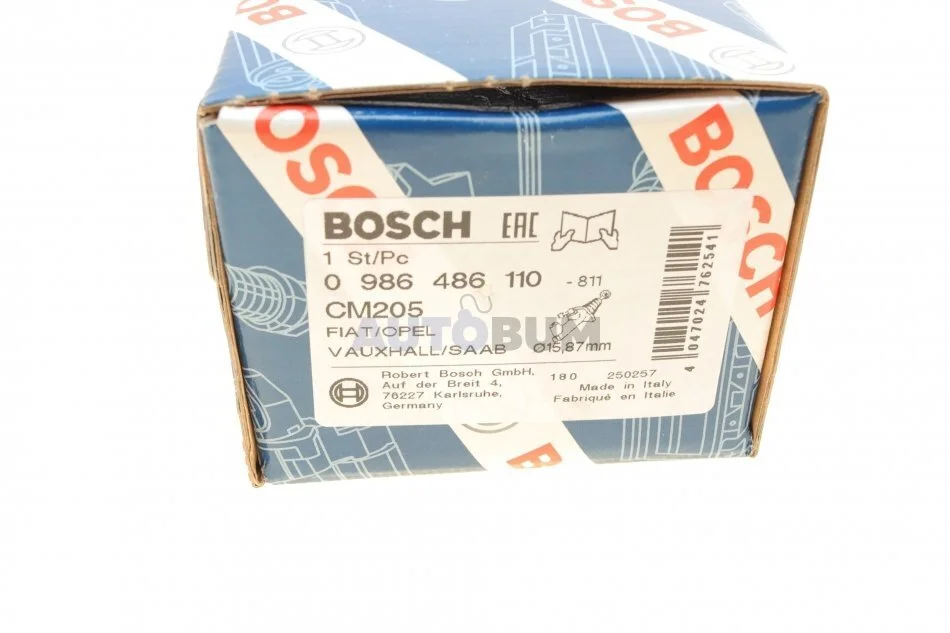 BOSCH
BOSCH
BOSCH
BOSCH EAC
1 St/Pc
0 986 486 110 -811
CM205
FIAT/OPEL
VAUXHALL/SAAB Ø15,87mm
AUTOBUM
Robert Bosch GmbH,
Auf der Breit 4,
76227 Karlsruhe,
Germany
180 250257
Made in Italy
Fabriqué en Italie
4 047024 762541